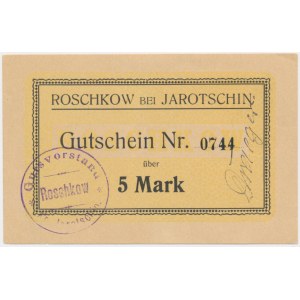 ROSCHKOW BEI JAROTSCHIN.
Gutschein Nr. 0744
über
5 Mark
Gutsvorstand
Roschkow